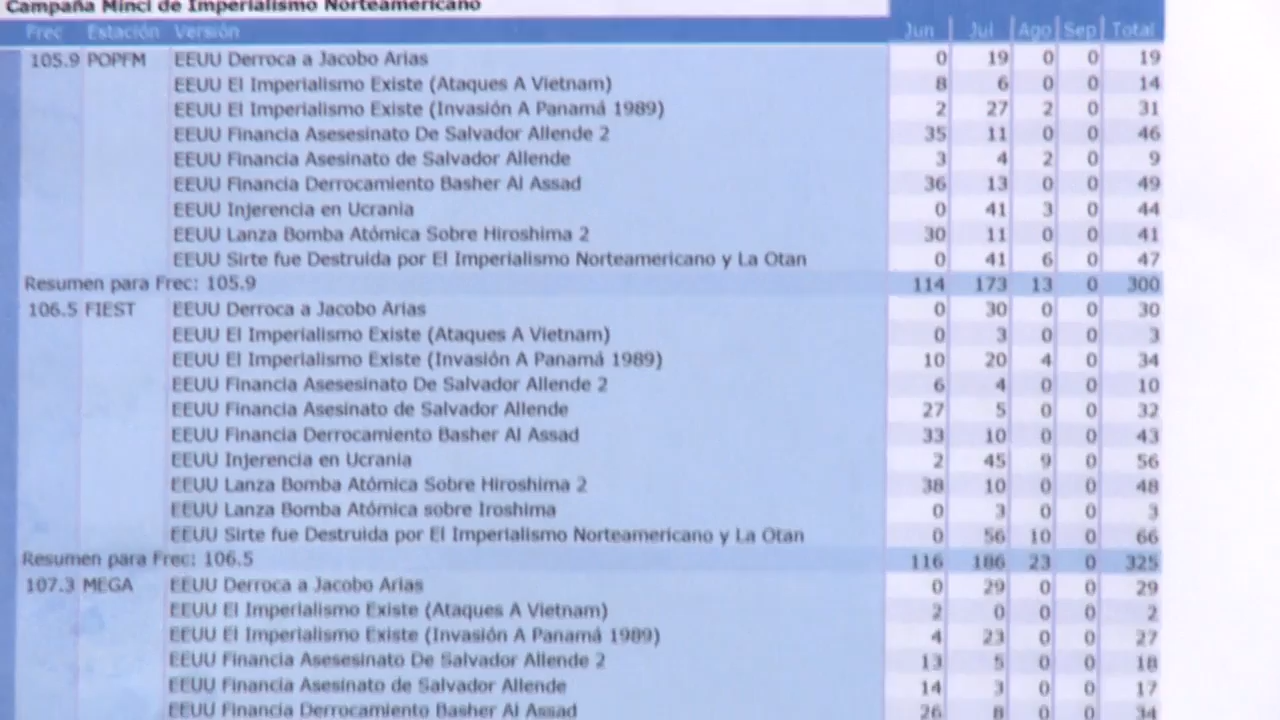 Campaña Minci de Imperialismo Norteamericano
Frec Estación Versión Jun Jul Ago Sep Total
105.9 POPFM EEUU Derroca a Jacobo Arias 0 19 0 0 19
EEUU El Imperialismo Existe (Ataques A Vietnam) 8 6 0 0 14
EEUU El Imperialismo Existe (Invasión A Panamá 1989) 2 27 2 0 31
EEUU Financia Asesesinato De Salvador Allende 2 35 11 0 0 46
EEUU Financia Asesinato de Salvador Allende 3 4 2 0 9
EEUU Financia Derrocamiento Basher Al Assad 36 13 0 0 49
EEUU Injerencia en Ucrania 0 41 3 0 44
EEUU Lanza Bomba Atómica Sobre Hiroshima 2 30 11 0 0 41
EEUU Sirte fue Destruida por El Imperialismo Norteamericano y La Otan 0 41 6 0 47
Resumen para Frec: 105.9 114 173 13 0 300
106.5 FIEST EEUU Derroca a Jacobo Arias 0 30 0 0 30
EEUU El Imperialismo Existe (Ataques A Vietnam) 0 3 0 0 3
EEUU El Imperialismo Existe (Invasión A Panamá 1989) 10 20 4 0 34
EEUU Financia Asesesinato De Salvador Allende 2 6 4 0 0 10
EEUU Financia Asesinato de Salvador Allende 27 5 0 0 32
EEUU Financia Derrocamiento Basher Al Assad 33 10 0 0 43
EEUU Injerencia en Ucrania 2 45 9 0 56
EEUU Lanza Bomba Atómica Sobre Hiroshima 2 38 10 0 0 48
EEUU Lanza Bomba Atómica sobre Iroshima 0 3 0 0 3
EEUU Sirte fue Destruida por El Imperialismo Norteamericano y La Otan 0 56 10 0 66
Resumen para Frec: 106.5 116 186 23 0 325
107.3 MEGA EEUU Derroca a Jacobo Arias 0 29 0 0 29
EEUU El Imperialismo Existe (Ataques A Vietnam) 2 0 0 0 2
EEUU El Imperialismo Existe (Invasión A Panamá 1989) 4 23 0 0 27
EEUU Financia Asesesinato De Salvador Allende 2 13 5 0 0 18
EEUU Financia Asesinato de Salvador Allende 14 3 0 0 17
EEUU Financia Derrocamiento Basher Al Assad 26 8 0 0 34